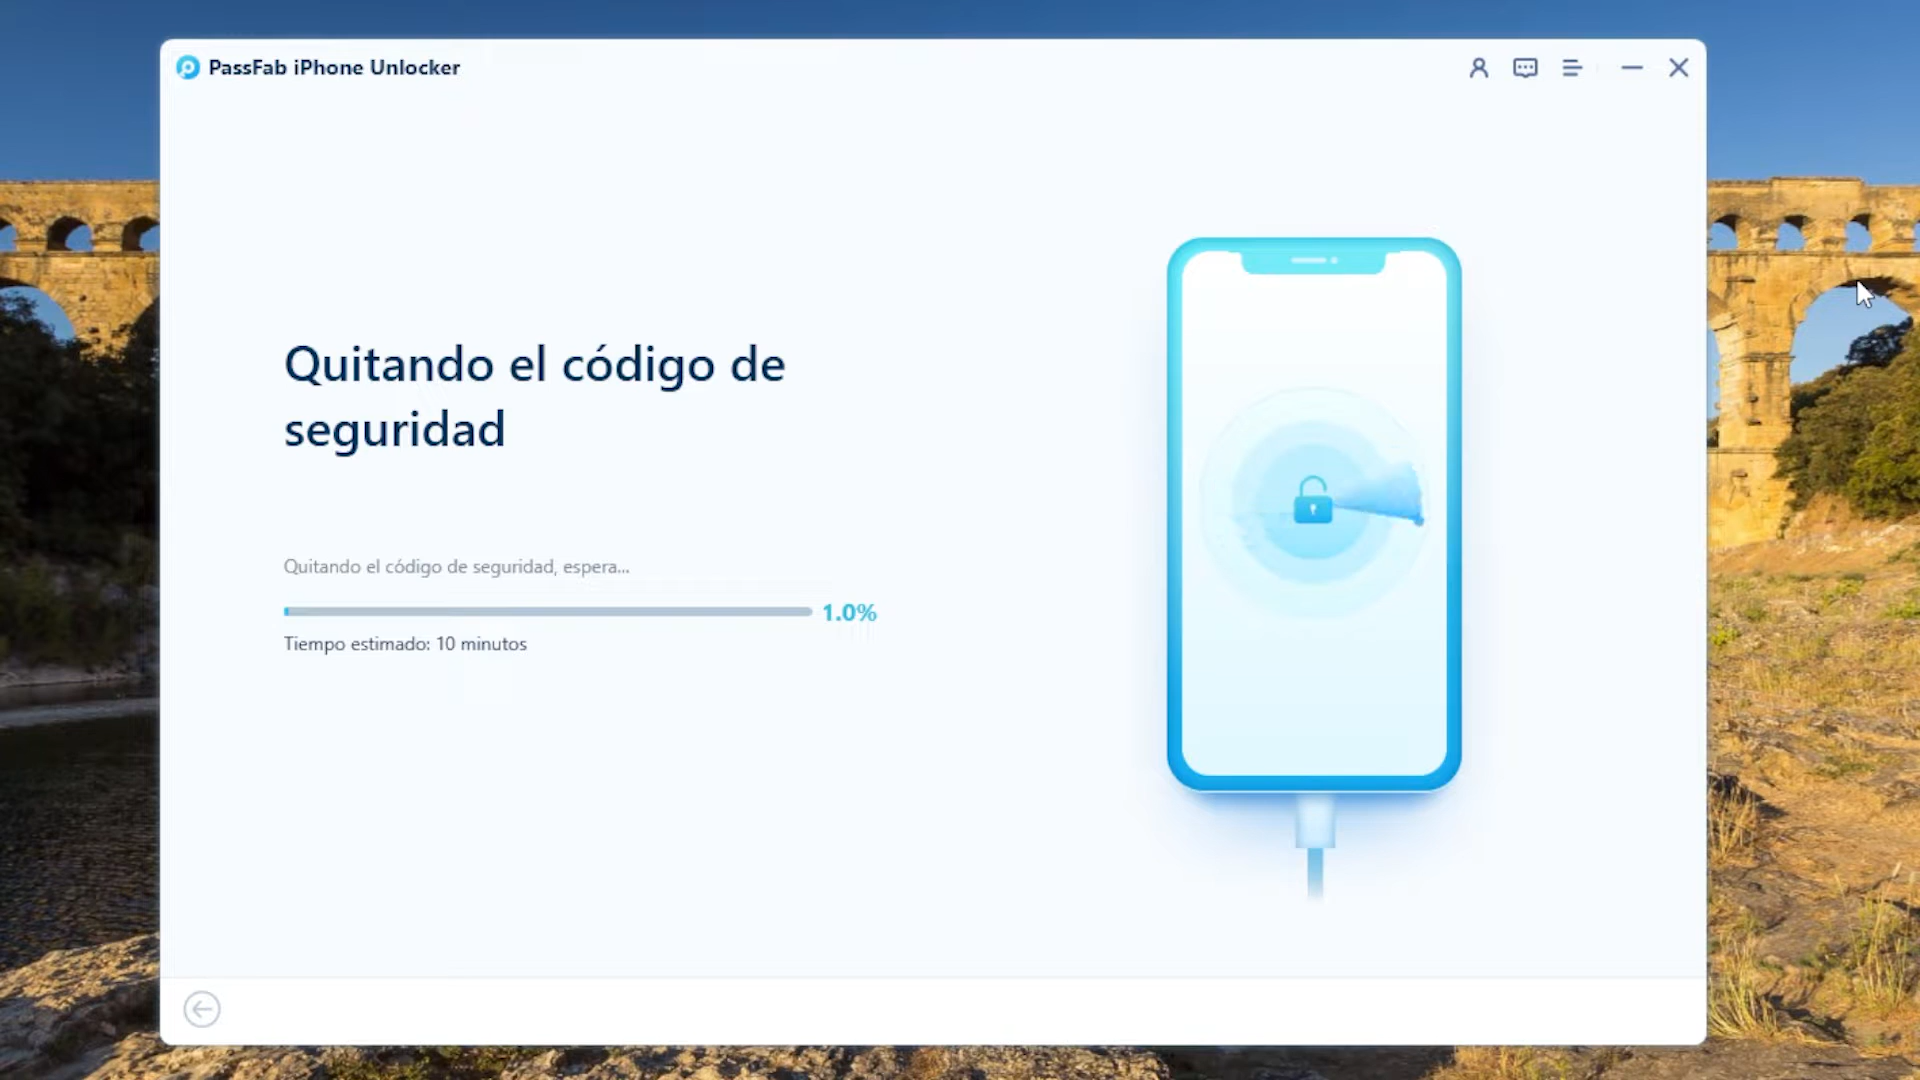 PassFab iPhone Unlocker
Quitando el código de
seguridad
Quitando el código de seguridad, espera...
1.0%
Tiempo estimado: 10 minutos